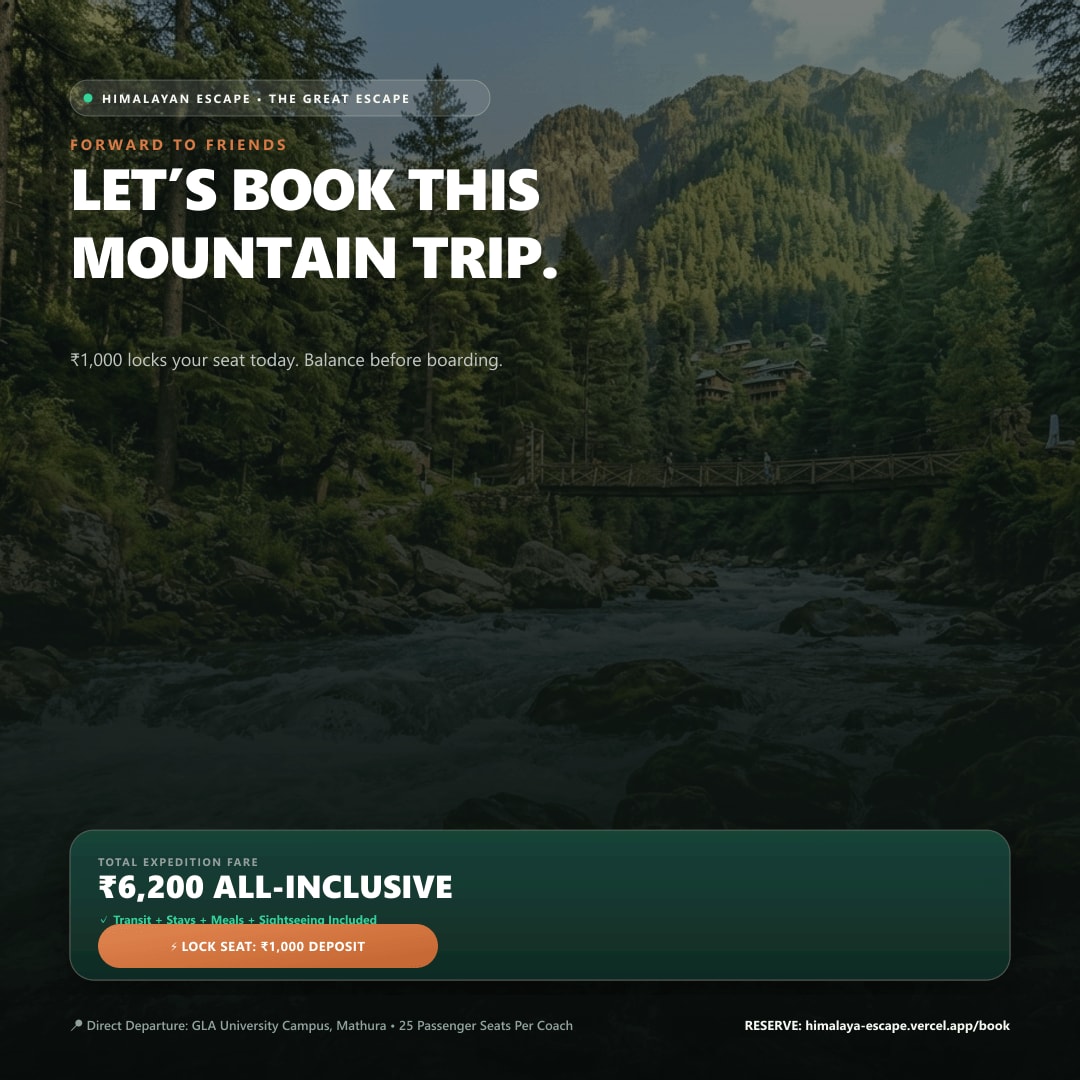 HIMALAYAN ESCAPE • THE GREAT ESCAPE
FORWARD TO FRIENDS
LET'S BOOK THIS
MOUNTAIN TRIP.
₹1,000 locks your seat today. Balance before boarding.
TOTAL EXPEDITION FARE
₹6,200 ALL-INCLUSIVE
✓ Transit + Stays + Meals + Sightseeing Included
⚡ LOCK SEAT: ₹1,000 DEPOSIT
📍 Direct Departure: GLA University Campus, Mathura • 25 Passenger Seats Per Coach
RESERVE: himalaya-escape.vercel.app/book